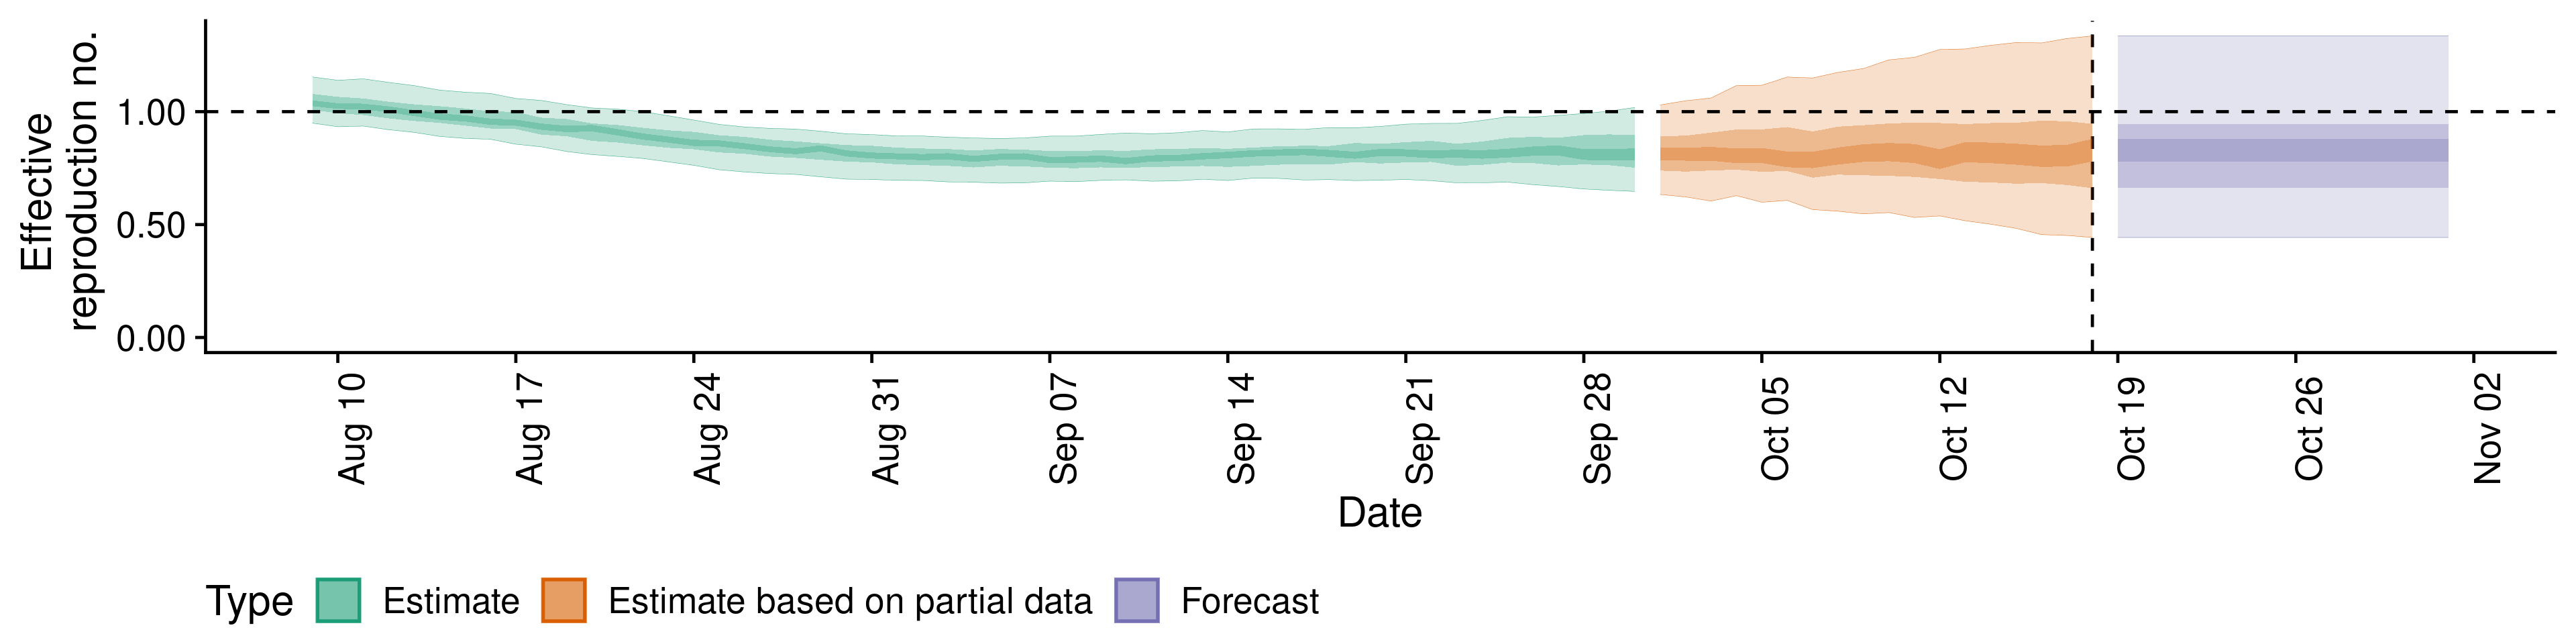 Effective
reproduction no.
1.00
0.50
0.00
Aug 10
Aug 17
Aug 24
Aug 31
Sep 07
Sep 14
Sep 21
Sep 28
Oct 05
Oct 12
Oct 19
Oct 26
Nov 02
Date
Type Estimate Estimate based on partial data Forecast